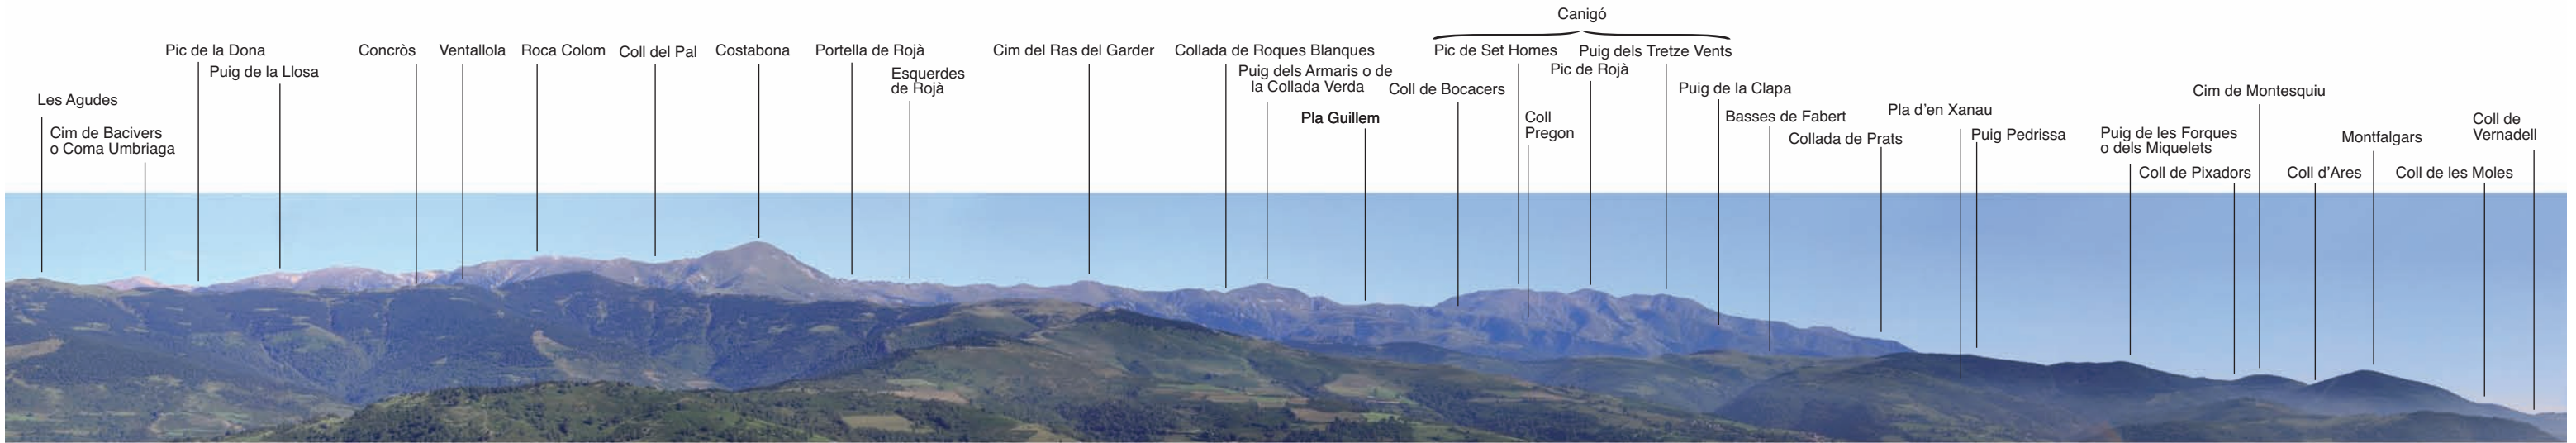 Canigó
Pic de la Dona
Concròs
Ventallola
Roca Colom
Coll del Pal
Costabona
Portella de Rojà
Cim del Ras del Garder
Collada de Roques Blanques
Pic de Set Homes
Puig dels Tretze Vents
Puig de la Llosa
Esquerdes
de Rojà
Puig dels Armaris o de
la Collada Verda
Pic de Rojà
Coll de Bocacers
Puig de la Clapa
Cim de Montesquiu
Les Agudes
Pla Guillem
Coll
Pregon
Basses de Fabert
Pla d'en Xanau
Coll de
Vernadell
Cim de Bacivers
o Coma Umbriaga
Collada de Prats
Puig Pedrissa
Puig de les Forques
o dels Miquelets
Montfalgars
Coll de Pixadors
Coll d'Ares
Coll de les Moles